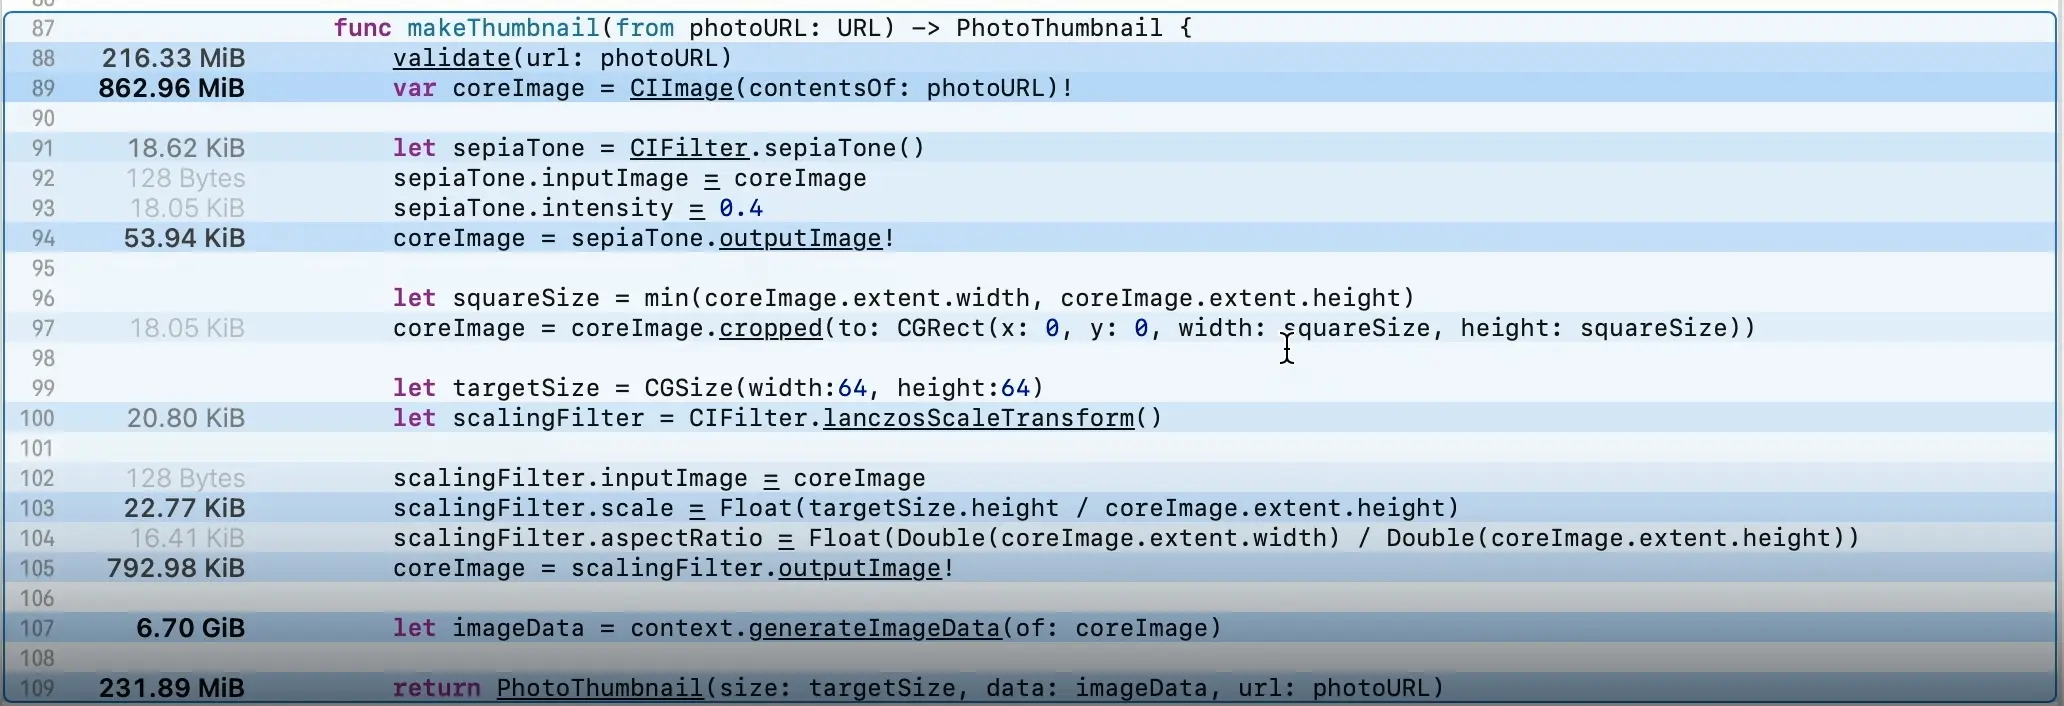 87 func makeThumbnail(from photoURL: URL) -> PhotoThumbnail {
88 216.33 MiB validate(url: photoURL)
89 862.96 MiB var coreImage = CIImage(contentsOf: photoURL)!
90
91 18.62 KiB let sepiaTone = CIFilter.sepiaTone()
92 128 Bytes sepiaTone.inputImage = coreImage
93 18.05 KiB sepiaTone.intensity = 0.4
94 53.94 KiB coreImage = sepiaTone.outputImage!
95
96 let squareSize = min(coreImage.extent.width, coreImage.extent.height)
97 18.05 KiB coreImage = coreImage.cropped(to: CGRect(x: 0, y: 0, width: squareSize, height: squareSize))
98
99 let targetSize = CGSize(width:64, height:64)
100 20.80 KiB let scalingFilter = CIFilter.lanczosScaleTransform()
101
102 128 Bytes scalingFilter.inputImage = coreImage
103 22.77 KiB scalingFilter.scale = Float(targetSize.height / coreImage.extent.height)
104 16.41 KiB scalingFilter.aspectRatio = Float(Double(coreImage.extent.width) / Double(coreImage.extent.height))
105 792.98 KiB coreImage = scalingFilter.outputImage!
106
107 6.70 GiB let imageData = context.generateImageData(of: coreImage)
108
109 231.89 MiB return PhotoThumbnail(size: targetSize, data: imageData, url: photoURL)